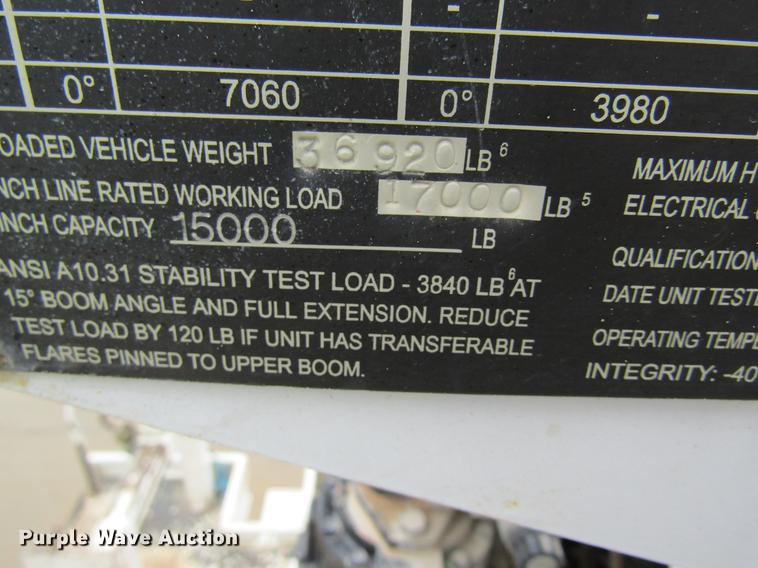 - -
0° 7060 0° 3980
OADED VEHICLE WEIGHT 36920 LB 6
NCH LINE RATED WORKING LOAD 17000 LB 5
INCH CAPACITY 15000 LB
ANSI A10.31 STABILITY TEST LOAD - 3840 LB 6 AT
15° BOOM ANGLE AND FULL EXTENSION. REDUCE
TEST LOAD BY 120 LB IF UNIT HAS TRANSFERABLE
FLARES PINNED TO UPPER BOOM.
MAXIMUM H
ELECTRICAL
QUALIFICATION
DATE UNIT TESTE
OPERATING TEMPE
INTEGRITY: -40
Purple Wave Auction